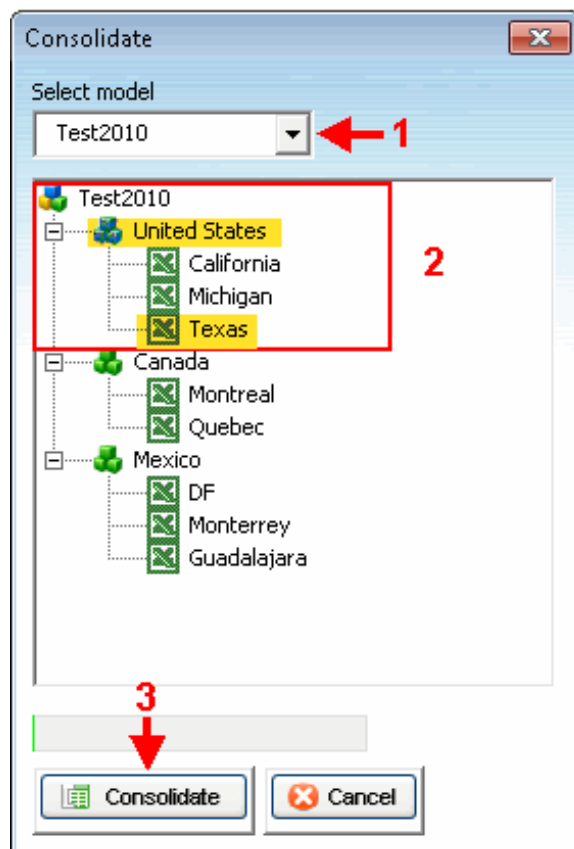 Consolidate
Select model
Test2010
1
Test2010
United States
California
2
Michigan
Texas
Canada
Montreal
Quebec
Mexico
DF
Monterrey
Guadalajara
3
Consolidate
Cancel